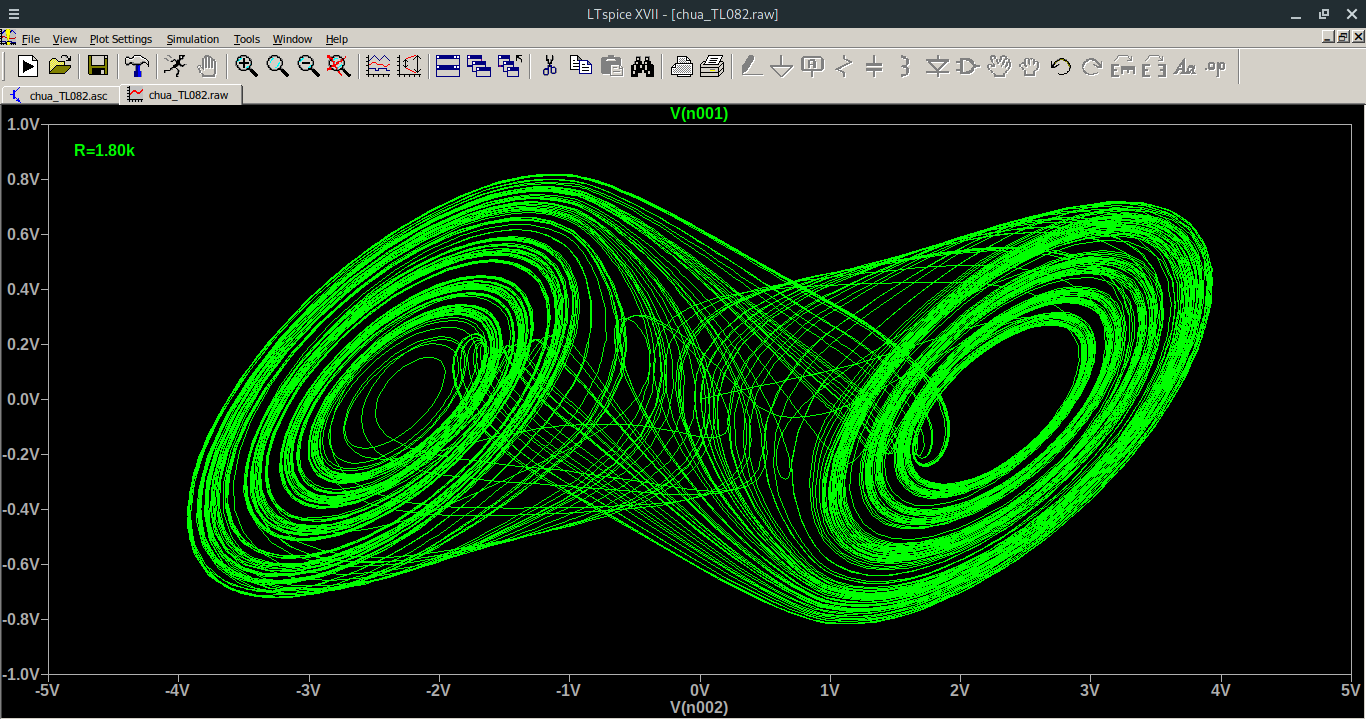 LTspice XVII - [chua_TL082.raw]
File View Plot Settings Simulation Tools Window Help
chua_TL082.asc chua_TL082.raw
V(n001)
1.0V
R=1.80k
0.8V
0.6V
0.4V
0.2V
0.0V
-0.2V
-0.4V
-0.6V
-0.8V
-1.0V
-5V -4V -3V -2V -1V 0V 1V 2V 3V 4V 5V
V(n002)